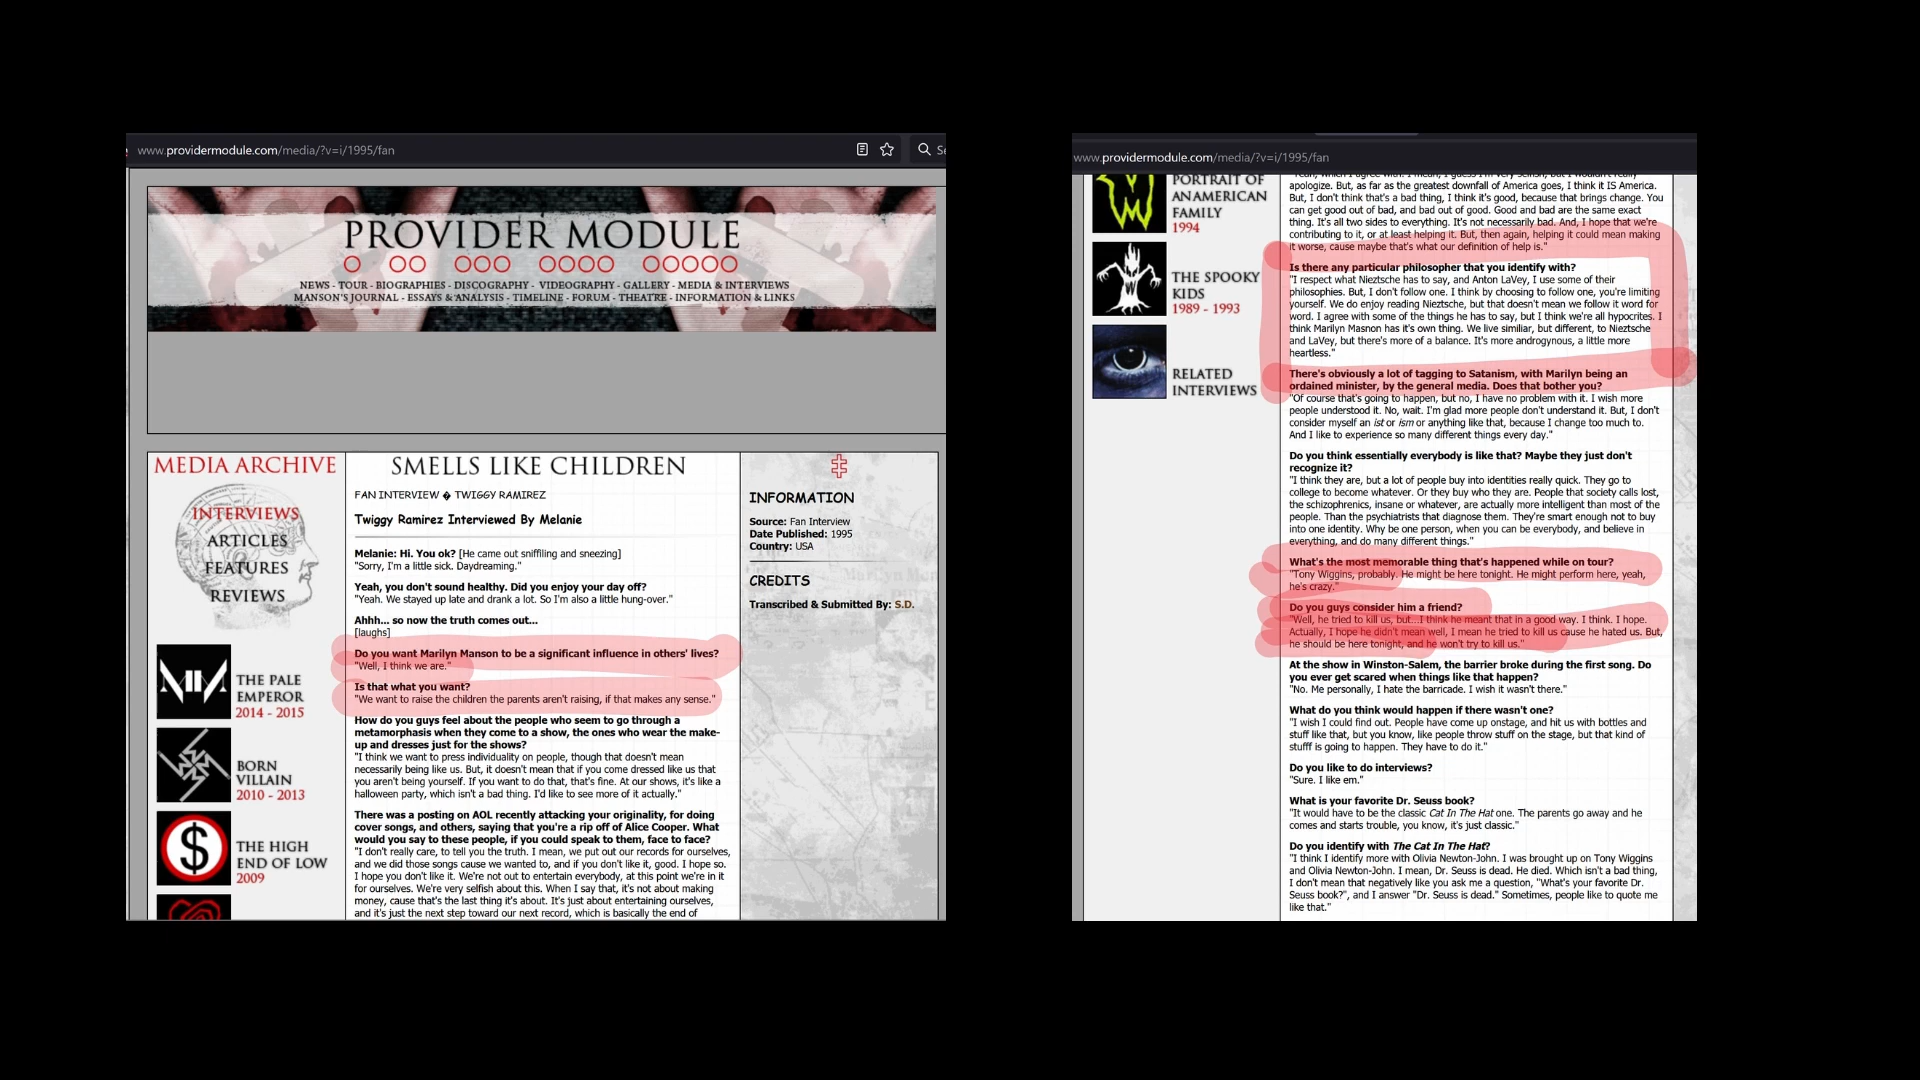 www.providermodule.com/media/?v=i/1995/fan
PROVIDER MODULE
NEWS - TOUR - BIOGRAPHIES - DISCOGRAPHY - VIDEOGRAPHY - GALLERY - MEDIA & INTERVIEWS
MANSON'S JOURNAL - ESSAYS & ANALYSIS - TIMELINE - FORUM - THEATRE - INFORMATION & LINKS
MEDIA ARCHIVE
INTERVIEWS
ARTICLES
FEATURES
REVIEWS
THE PALE
EMPEROR
2014 - 2015
BORN
VILLAIN
2010 - 2013
THE HIGH
END OF LOW
2009
SMELLS LIKE CHILDREN
FAN INTERVIEW � TWIGGY RAMIREZ
Twiggy Ramirez Interviewed By Melanie
Melanie: Hi. You ok? [He came out sniffiling and sneezing]
"Sorry, I'm a little sick. Daydreaming."
Yeah, you don't sound healthy. Did you enjoy your day off?
"Yeah. We stayed up late and drank a lot. So I'm also a little hung-over."
Ahhh... so now the truth comes out...
[laughs]
Do you want Marilyn Manson to be a significant influence in others' lives?
"Well, I think we are."
Is that what you want?
"We want to raise the children the parents aren't raising, if that makes any sense."
How do you guys feel about the people who seem to go through a
metamorphosis when they come to a show, the ones who wear the make-
up and dresses just for the shows?
"I think we want to press individuality on people, though that doesn't mean
necessarily being like us. But, it doesn't mean that if you come dressed like us that
you aren't being yourself. If you want to do that, that's fine. At our shows, it's like a
halloween party, which isn't a bad thing. I'd like to see more of it actually."
There was a posting on AOL recently attacking your originality, for doing
cover songs, and others, saying that you're a rip off of Alice Cooper. What
would you say to these people, if you could speak to them, face to face?
"I don't really care, to tell you the truth. I mean, we put out our records for ourselves,
and we did those songs cause we wanted to, and if you don't like it, good. I hope so.
I hope you don't like it. We're not out to entertain everybody, at this point we're in it
for ourselves. We're very selfish about this. When I say that, it's not about making
money, cause that's the last thing it's about. It's just about entertaining ourselves,
and it's just the next step toward our next record, which is basically the end of
INFORMATION
Source: Fan Interview
Date Published: 1995
Country: USA
CREDITS
Transcribed & Submitted By: S.D.
www.providermodule.com/media/?v=i/1995/fan
PORTRAIT OF
AN AMERICAN
FAMILY
1994
THE SPOOKY
KIDS
1989 - 1993
RELATED
INTERVIEWS
apologize. But, as far as the greatest downfall of America goes, I think it IS America.
But, I don't think that's a bad thing, I think it's good, because that brings change. You
can get good out of bad, and bad out of good. Good and bad are the same exact
thing. It's all two sides to everything. It's not necessarily bad. And, I hope that we're
contributing to it, or at least helping it. But, then again, helping it could mean making
it worse, cause maybe that's what our definition of help is."
Is there any particular philosopher that you identify with?
"I respect what Nieztsche has to say, and Anton LaVey, I use some of their
philosophies. But, I don't follow one. I think by choosing to follow one, you're limiting
yourself. We do enjoy reading Nieztsche, but that doesn't mean we follow it word for
word. I agree with some of the things he has to say, but I think we're all hypocrites. I
think Marilyn Masnon has it's own thing. We live similiar, but different, to Nieztsche
and LaVey, but there's more of a balance. It's more androgynous, a little more
heartless."
There's obviously a lot of tagging to Satanism, with Marilyn being an
ordained minister, by the general media. Does that bother you?
"Of course that's going to happen, but no, I have no problem with it. I wish more
people understood it. No, wait. I'm glad more people don't understand it. But, I don't
consider myself an ist or ism or anything like that, because I change too much to.
And I like to experience so many different things every day."
Do you think essentially everybody is like that? Maybe they just don't
recognize it?
"I think they are, but a lot of people buy into identities really quick. They go to
college to become whatever. Or they buy who they are. People that society calls lost,
the schizophrenics, insane or whatever, are actually more intelligent than most of the
people. Than the psychiatrists that diagnose them. They're smart enough not to buy
into one identity. Why be one person, when you can be everybody, and believe in
everything, and do many different things."
What's the most memorable thing that's happened while on tour?
"Tony Wiggins, probably. He might be here tonight. He might perform here, yeah,
he's crazy."
Do you guys consider him a friend?
"Well, he tried to kill us, but...I think he meant that in a good way. I think. I hope.
Actually, I hope he didn't mean well, I mean he tried to kill us cause he hated us. But,
he should be here tonight, and he won't try to kill us."
At the show in Winston-Salem, the barrier broke during the first song. Do
you ever get scared when things like that happen?
"No. Me personally, I hate the barricade. I wish it wasn't there."
What do you think would happen if there wasn't one?
"I wish I could find out. People have come up onstage, and hit us with bottles and
stuff like that, but you know, like people throw stuff on the stage, but that kind of
stufff is going to happen. They have to do it."
Do you like to do interviews?
"Sure. I like em."
What is your favorite Dr. Seuss book?
"It would have to be the classic Cat In The Hat one. The parents go away and he
comes and starts trouble, you know, it's just classic."
Do you identify with The Cat In The Hat?
"I think I identify more with Olivia Newton-John. I was brought up on Tony Wiggins
and Olivia Newton-John. I mean, Dr. Seuss is dead. He died. Which isn't a bad thing,
I don't mean that negatively like you ask me a question, "What's your favorite Dr.
Seuss book?", and I answer "Dr. Seuss is dead." Sometimes, people like to quote me
like that."